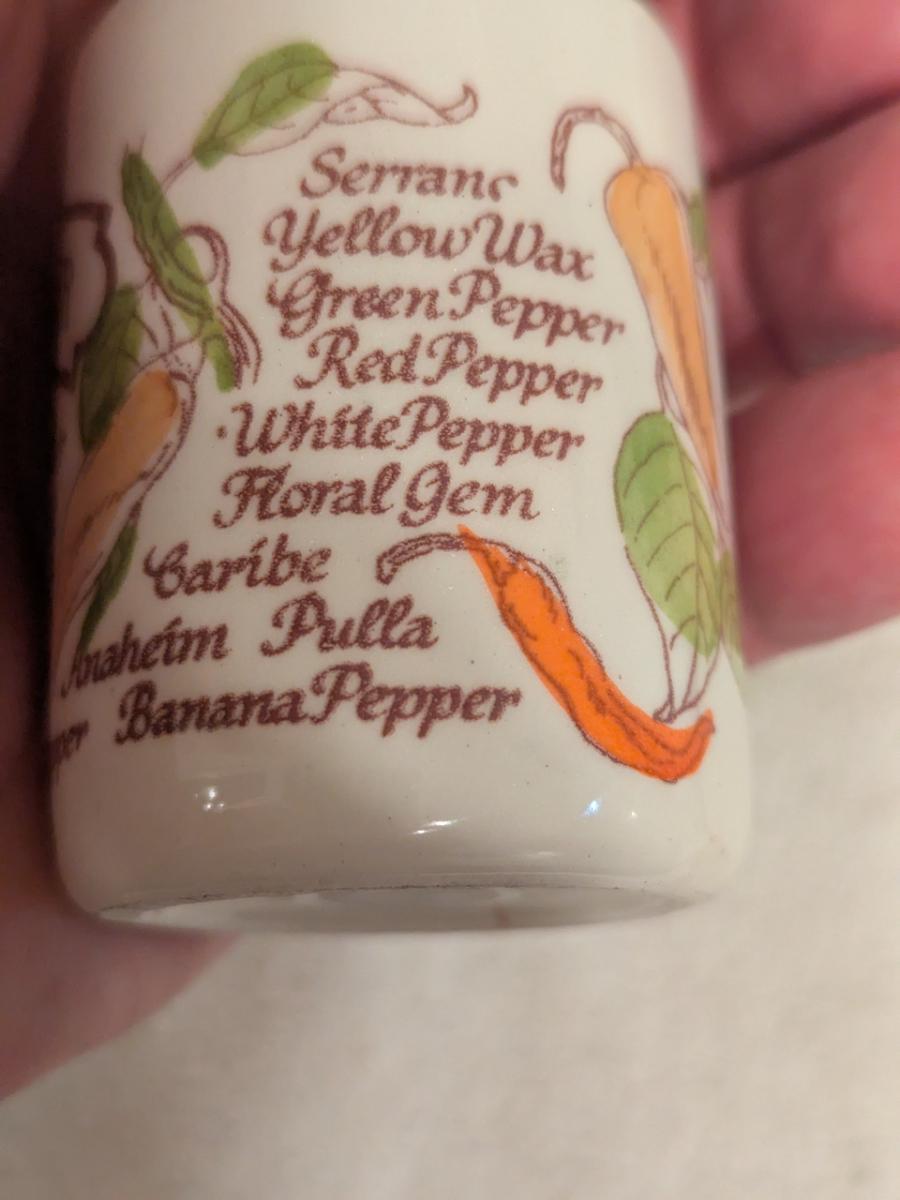 Serrano
Yellow Wax
Green Pepper
Red Pepper
White Pepper
Floral Gem
Caribe
Anaheim Pulla
Banana Pepper